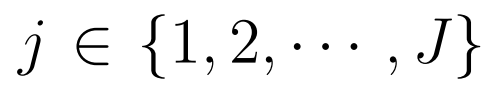 j ∈ {1, 2, · · · , J}